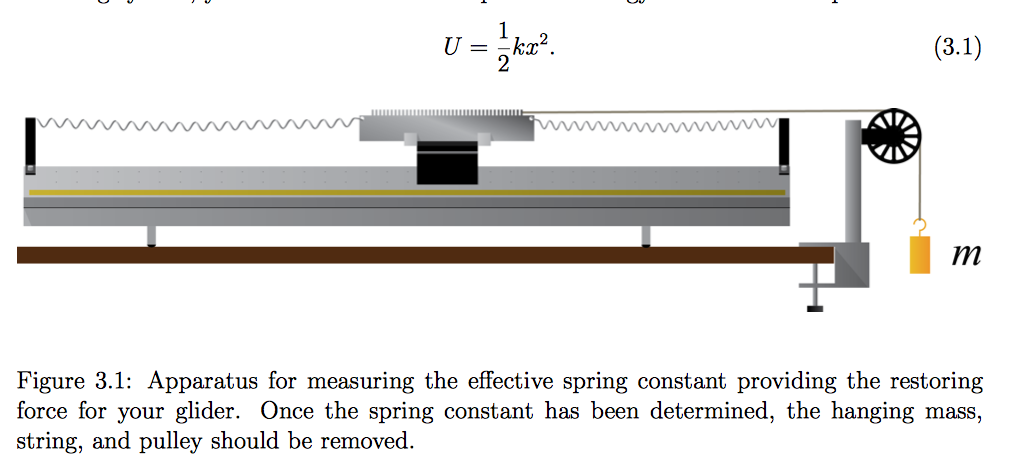 U = \frac{1}{2}kx^2. (3.1)
m
Figure 3.1: Apparatus for measuring the effective spring constant providing the restoring
force for your glider. Once the spring constant has been determined, the hanging mass,
string, and pulley should be removed.